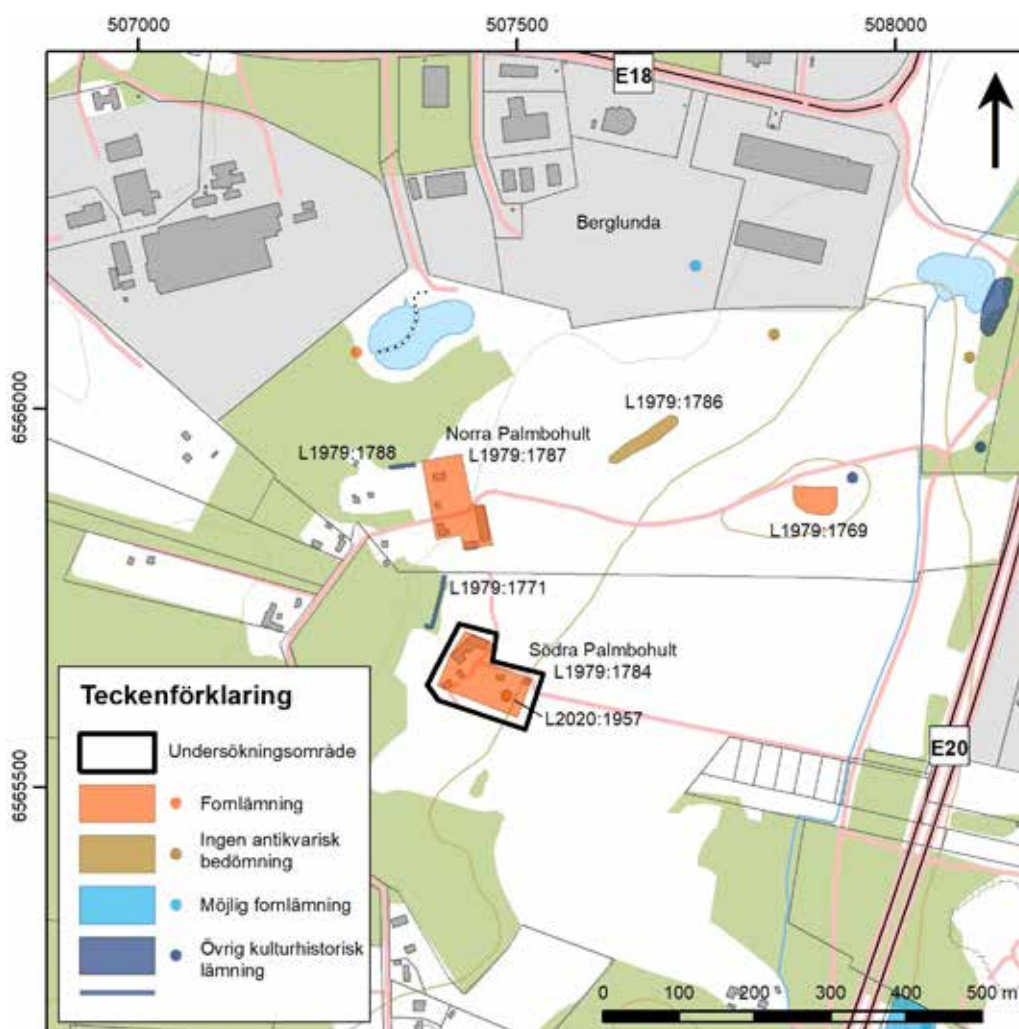 507000
507500
508000
E18
Berglunda
6566000
L1979:1786
Norra Palmbohult
L1979:1787
L1979:1788
L1979:1769
L1979:1771
Södra Palmbohult
L1979:1784
L2020:1957
E20
6565500
Teckenförklaring
Undersökningsområde
Fornlämning
Ingen antikvarisk
bedömning
Möjlig fornlämning
Övrig kulturhistorisk
lämning
0 100 200 300 400 500 m